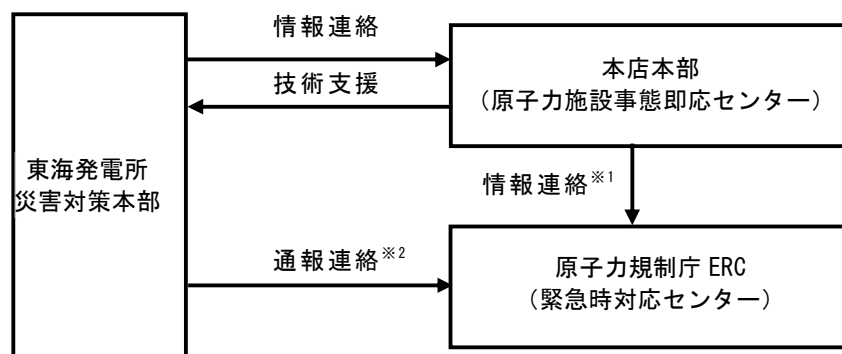 情報連絡
技術支援
本店本部
（原子力施設事態即応センター）
東海発電所
災害対策本部
情報連絡※1
通報連絡※2
原子力規制庁 ERC
（緊急時対応センター）